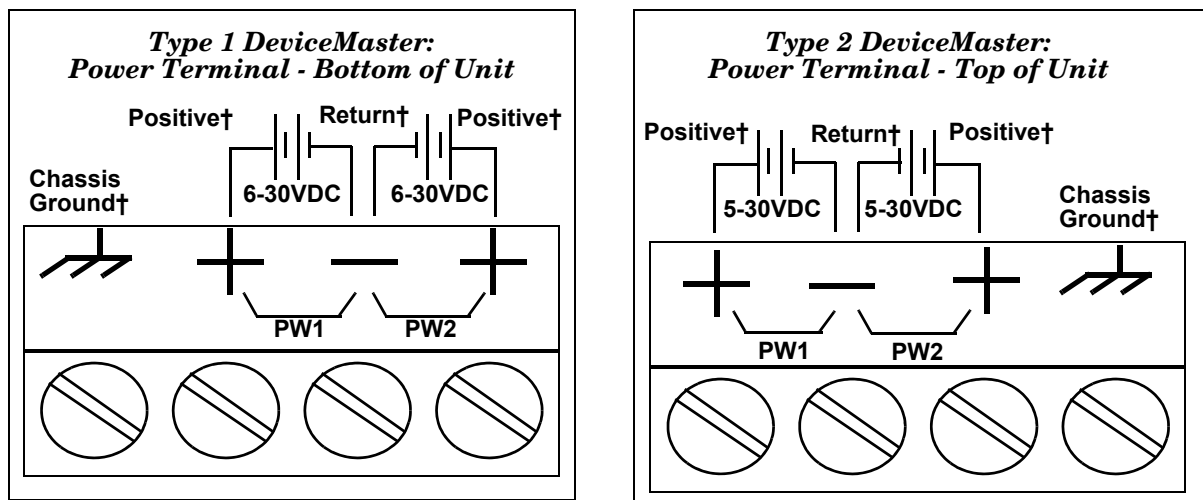 Type 1 DeviceMaster:
Power Terminal - Bottom of Unit
Positive†
Return†
Positive†
Chassis
Ground†
6-30VDC
6-30VDC
PW1
PW2
Type 2 DeviceMaster:
Power Terminal - Top of Unit
Positive†
Return†
Positive†
5-30VDC
5-30VDC
Chassis
Ground†
PW1
PW2